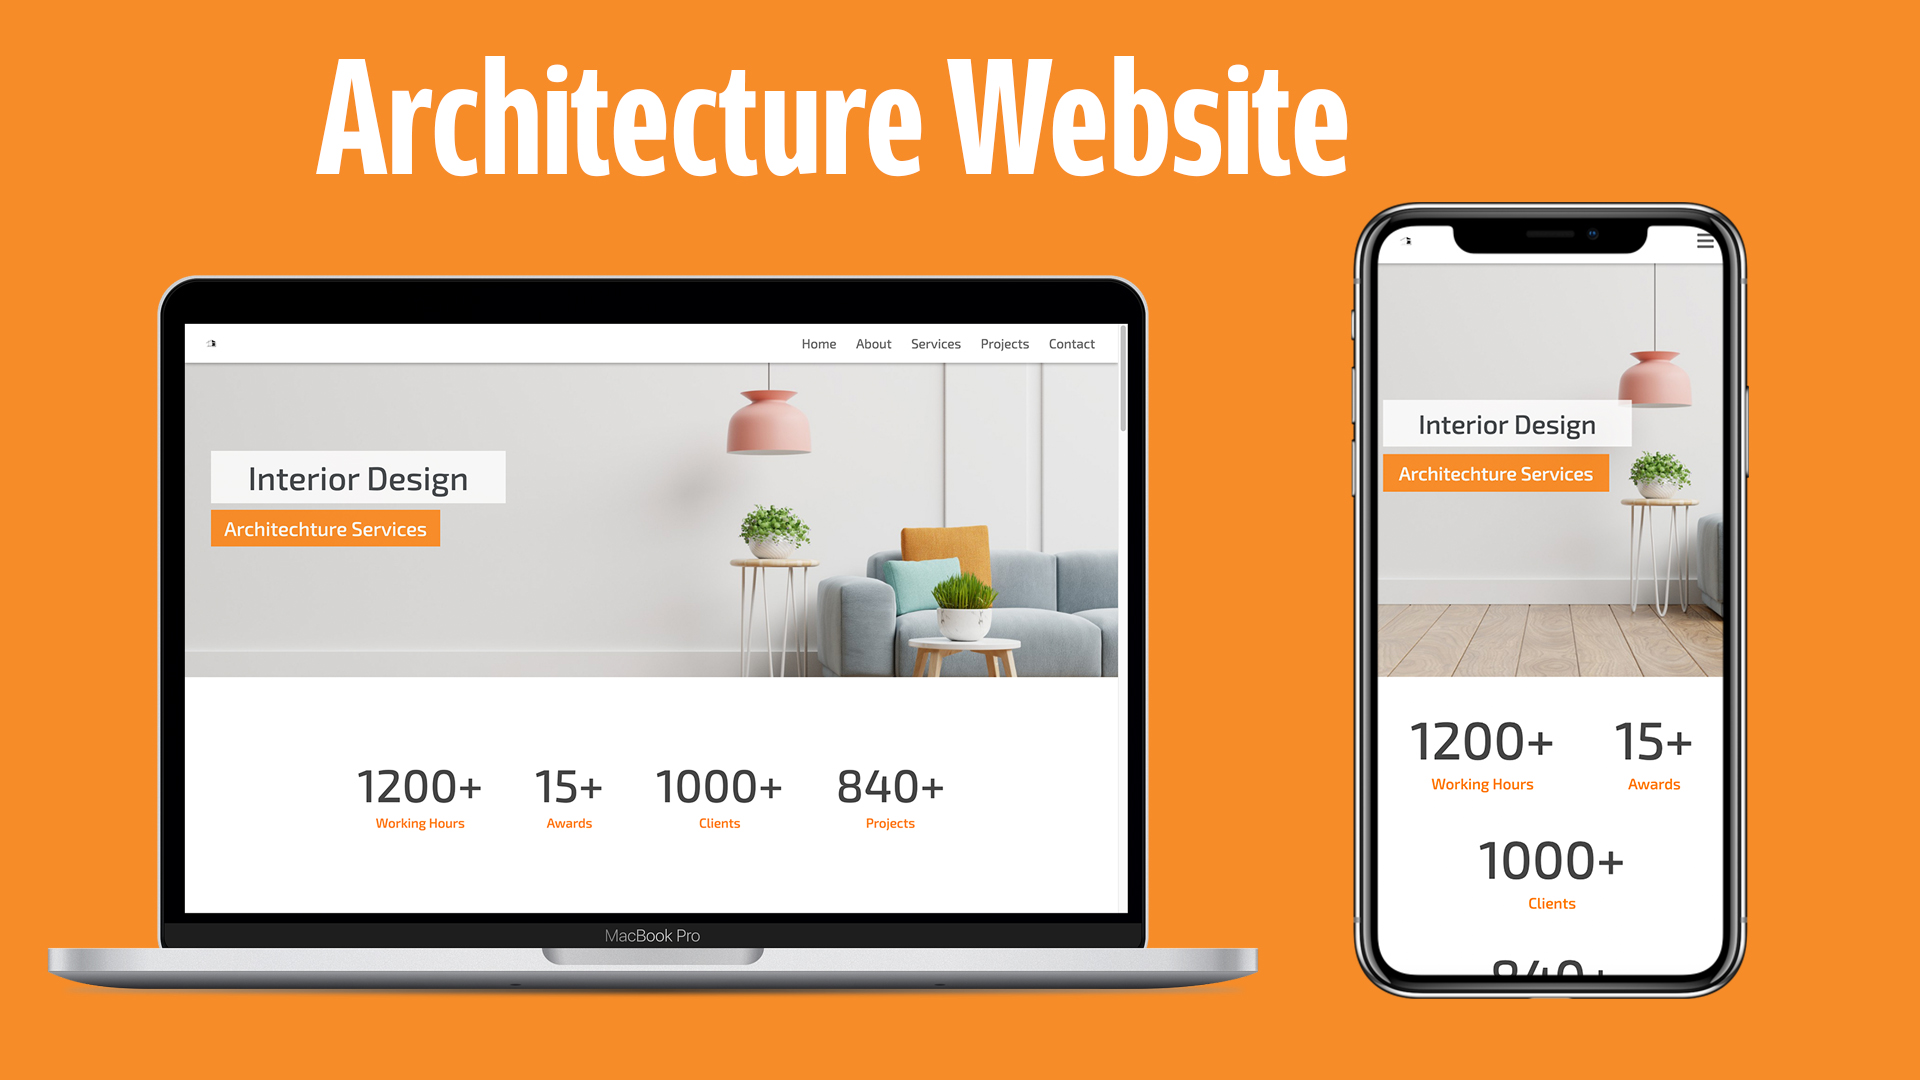 Architecture Website
Home About Services Projects Contact
Interior Design
Architechture Services
1200+ 15+ 1000+ 840+
Working Hours Awards Clients Projects
MacBook Pro
Interior Design
Architechture Services
1200+ 15+
Working Hours Awards
1000+
Clients
840+